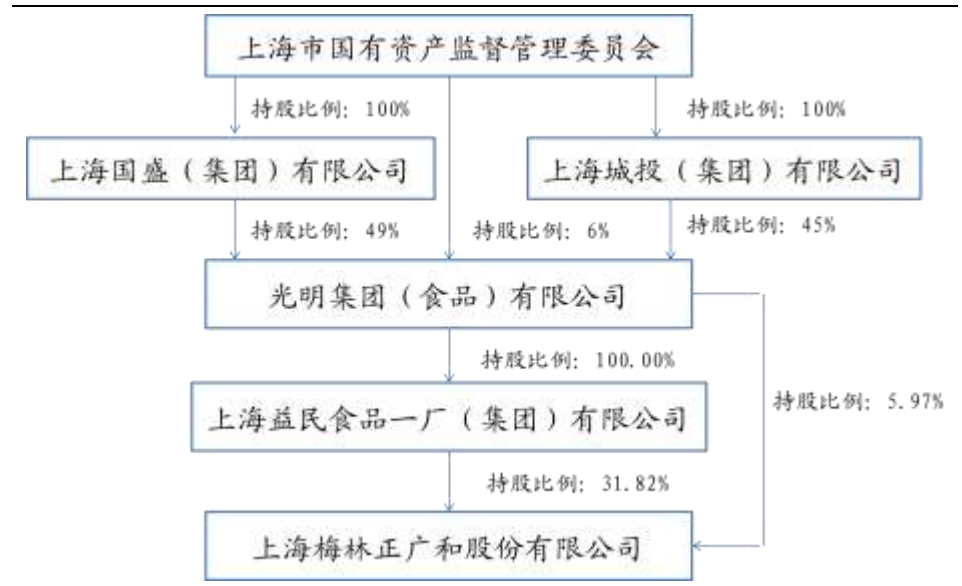 上海市国有资产监督管理委员会
持股比例: 100%
持股比例: 100%
上海国盛（集团）有限公司
上海城投（集团）有限公司
持股比例: 49%
持股比例: 6%
持股比例: 45%
光明集团（食品）有限公司
持股比例: 100.00%
持股比例: 5.97%
上海益民食品一厂（集团）有限公司
持股比例: 31.82%
上海梅林正广和股份有限公司